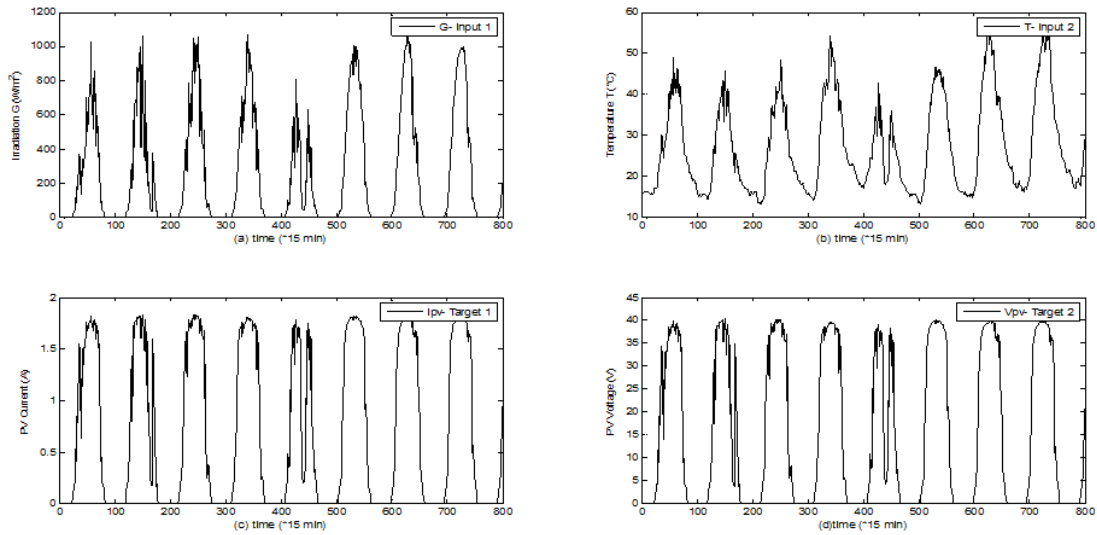 1200
1000
800
600
400
200
0
Irradiation G (W/m²)
G- Input 1
0 100 200 300 400 500 600 700 800
(a) time (*15 min)
60
50
40
30
20
10
Temperature T (°C)
T- Input 2
0 100 200 300 400 500 600 700 800
(b) time (*15 min)
2
1.5
1
0.5
0
PV Current (A)
Ipv- Target 1
0 100 200 300 400 500 600 700 800
(c) time (*15 min)
45
40
35
30
25
20
15
10
5
0
PV Voltage (V)
Vpv- Target 2
0 100 200 300 400 500 600 700 800
(d)time (*15 min)